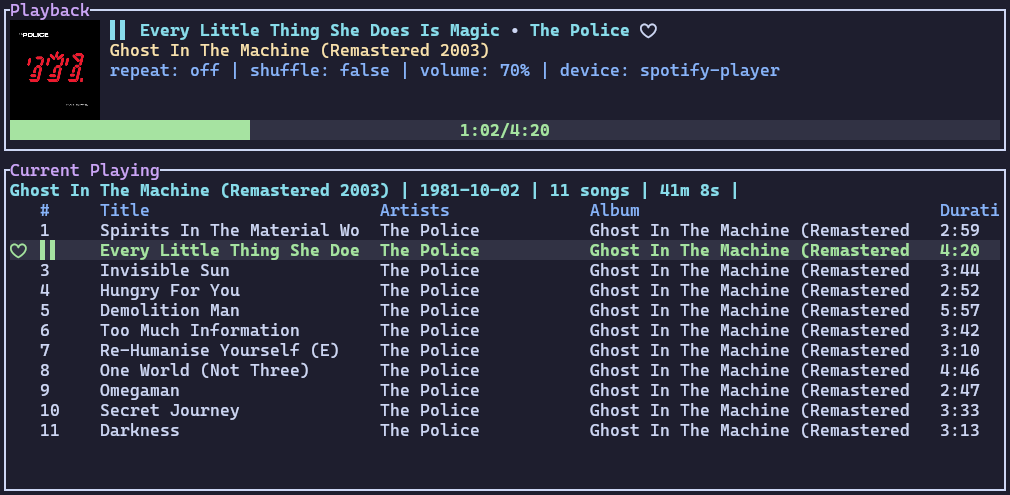 Playback
THE POLICE
Every Little Thing She Does Is Magic • The Police ♡
Ghost In The Machine (Remastered 2003)
repeat: off | shuffle: false | volume: 70% | device: spotify-player
1:02/4:20
Current Playing
Ghost In The Machine (Remastered 2003) | 1981-10-02 | 11 songs | 41m 8s |
# Title Artists Album Durati
1 Spirits In The Material Wo The Police Ghost In The Machine (Remastered 2:59
♡ Every Little Thing She Doe The Police Ghost In The Machine (Remastered 4:20
3 Invisible Sun The Police Ghost In The Machine (Remastered 3:44
4 Hungry For You The Police Ghost In The Machine (Remastered 2:52
5 Demolition Man The Police Ghost In The Machine (Remastered 5:57
6 Too Much Information The Police Ghost In The Machine (Remastered 3:42
7 Re-Humanise Yourself (E) The Police Ghost In The Machine (Remastered 3:10
8 One World (Not Three) The Police Ghost In The Machine (Remastered 4:46
9 Omegaman The Police Ghost In The Machine (Remastered 2:47
10 Secret Journey The Police Ghost In The Machine (Remastered 3:33
11 Darkness The Police Ghost In The Machine (Remastered 3:13